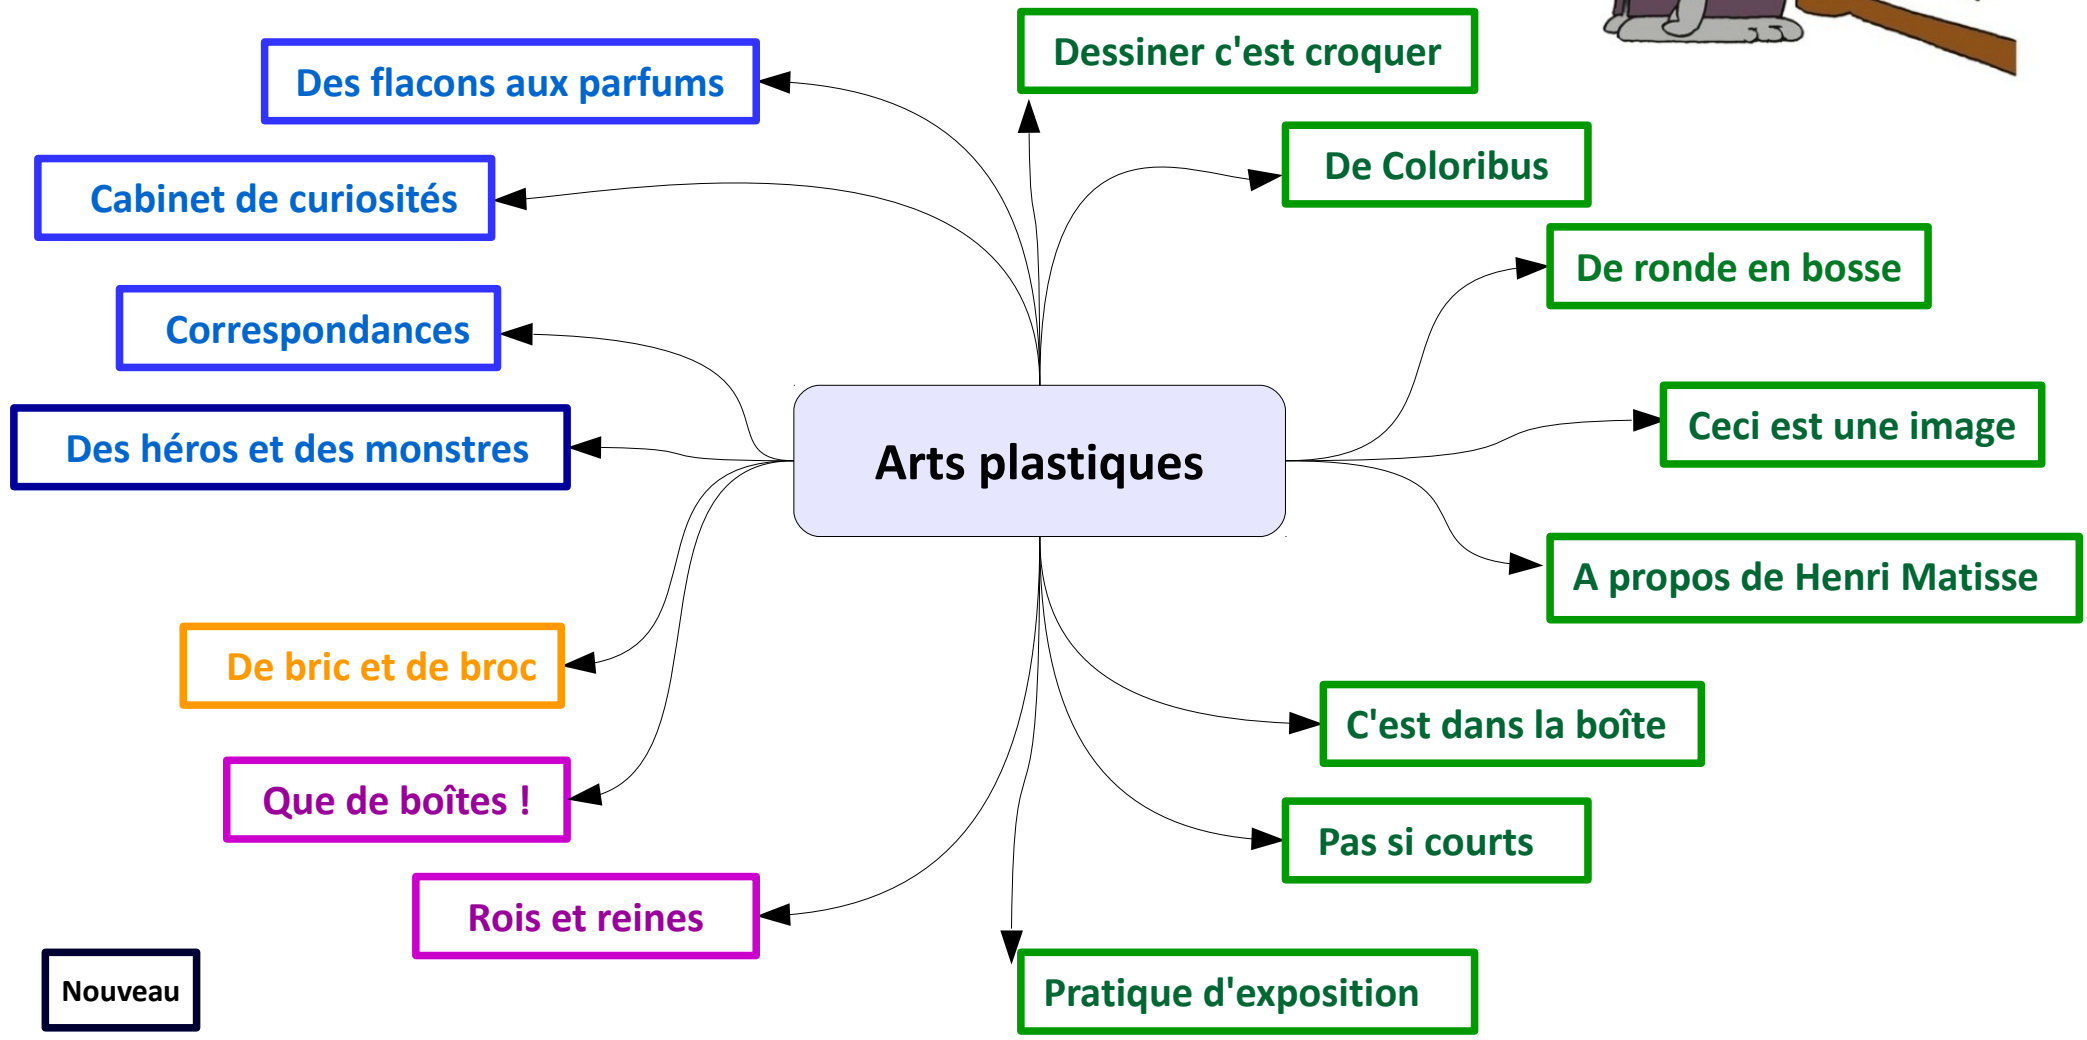 Dessiner c'est croquer
Des flacons aux parfums
De Coloribus
Cabinet de curiosités
De ronde en bosse
Correspondances
Ceci est une image
Des héros et des monstres
Arts plastiques
A propos de Henri Matisse
De bric et de broc
C'est dans la boîte
Que de boîtes !
Pas si courts
Rois et reines
Nouveau
Pratique d'exposition